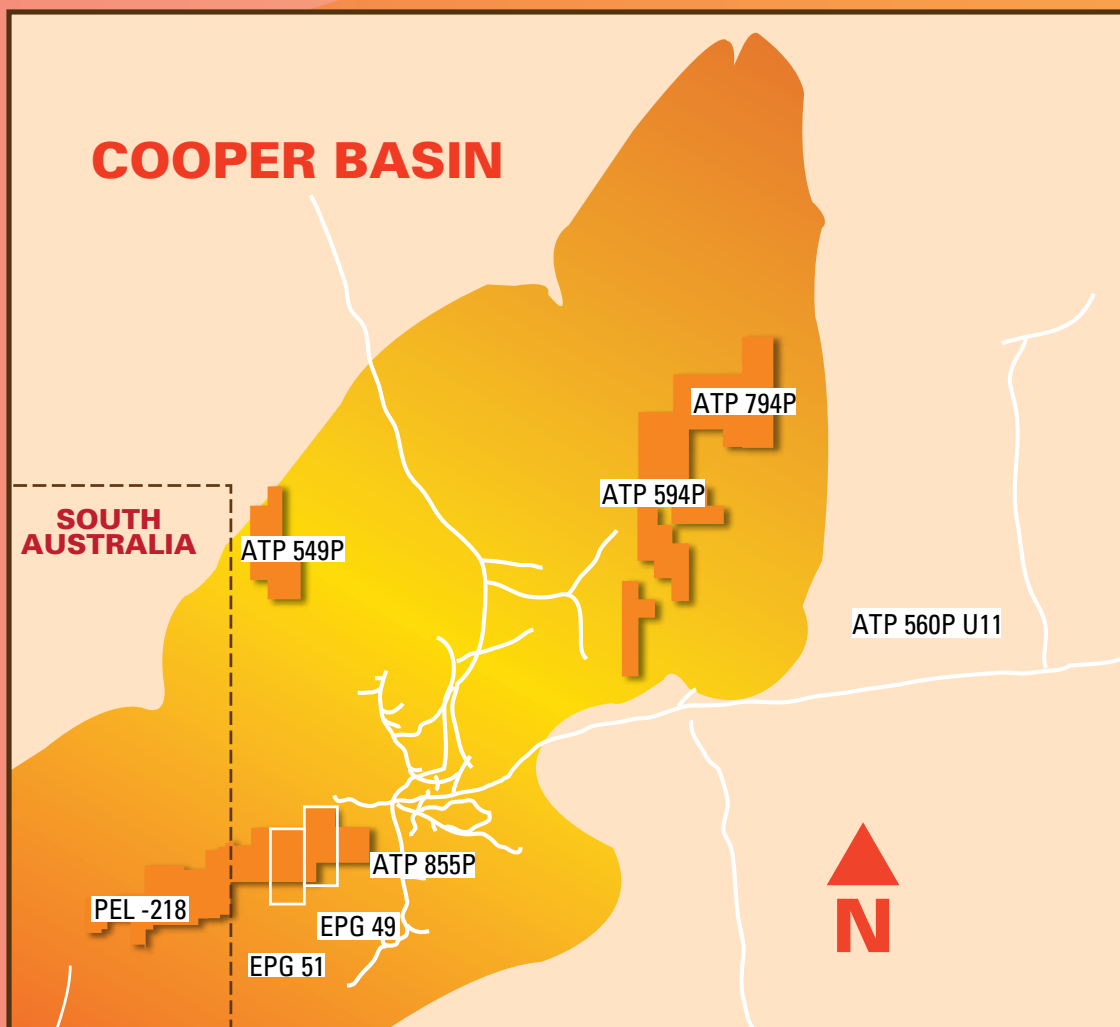 COOPER BASIN
ATP 794P
ATP 594P
SOUTH
AUSTRALIA
ATP 549P
ATP 560P U11
ATP 855P
PEL -218
EPG 49
EPG 51
N